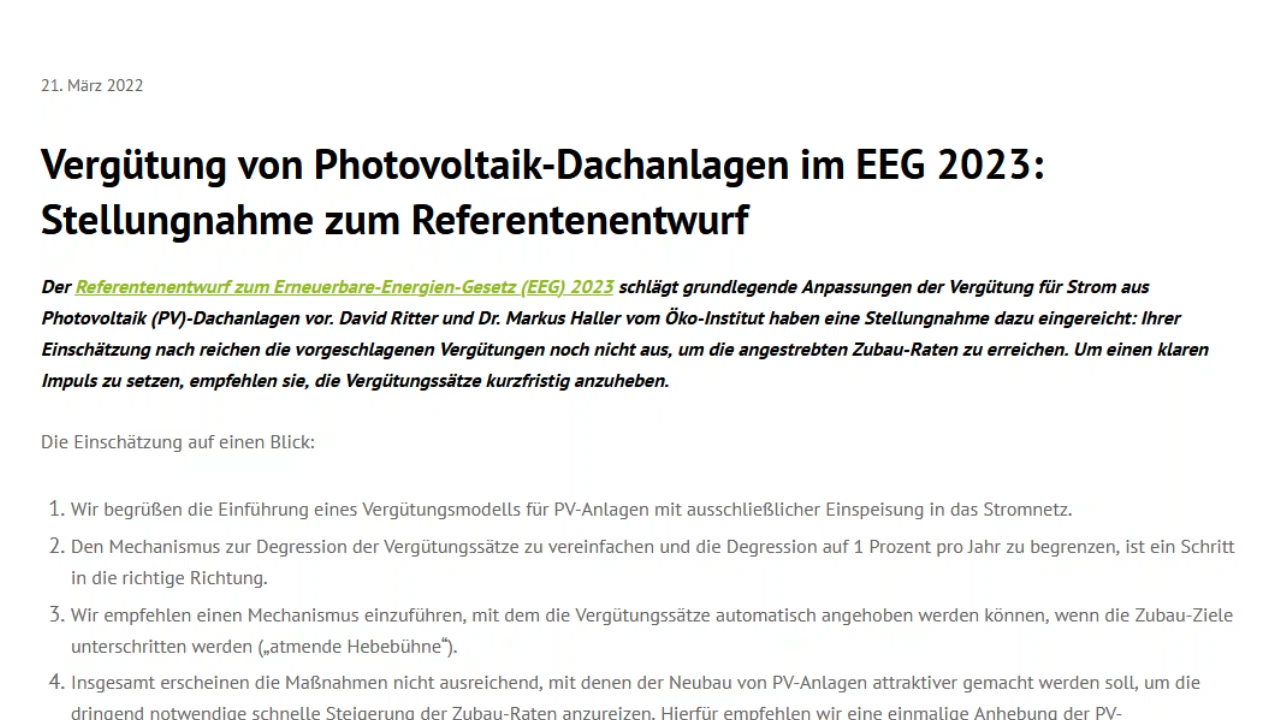 21. März 2022
Vergütung von Photovoltaik-Dachanlagen im EEG 2023:
Stellungnahme zum Referentenentwurf
Der Referentenentwurf zum Erneuerbare-Energien-Gesetz (EEG) 2023 schlägt grundlegende Anpassungen der Vergütung für Strom aus
Photovoltaik (PV)-Dachanlagen vor. David Ritter und Dr. Markus Haller vom Öko-Institut haben eine Stellungnahme dazu eingereicht: Ihrer
Einschätzung nach reichen die vorgeschlagenen Vergütungen noch nicht aus, um die angestrebten Zubau-Raten zu erreichen. Um einen klaren
Impuls zu setzen, empfehlen sie, die Vergütungssätze kurzfristig anzuheben.
Die Einschätzung auf einen Blick:
1. Wir begrüßen die Einführung eines Vergütungsmodells für PV-Anlagen mit ausschließlicher Einspeisung in das Stromnetz.
2. Den Mechanismus zur Degression der Vergütungssätze zu vereinfachen und die Degression auf 1 Prozent pro Jahr zu begrenzen, ist ein Schritt
in die richtige Richtung.
3. Wir empfehlen einen Mechanismus einzuführen, mit dem die Vergütungssätze automatisch angehoben werden können, wenn die Zubau-Ziele
unterschritten werden („atmende Hebebühne“).
4. Insgesamt erscheinen die Maßnahmen nicht ausreichend, mit denen der Neubau von PV-Anlagen attraktiver gemacht werden soll, um die
dringend notwendige schnelle Steigerung der Zubau-Raten anzureizen. Hierfür empfehlen wir eine einmalige Anhebung der PV-